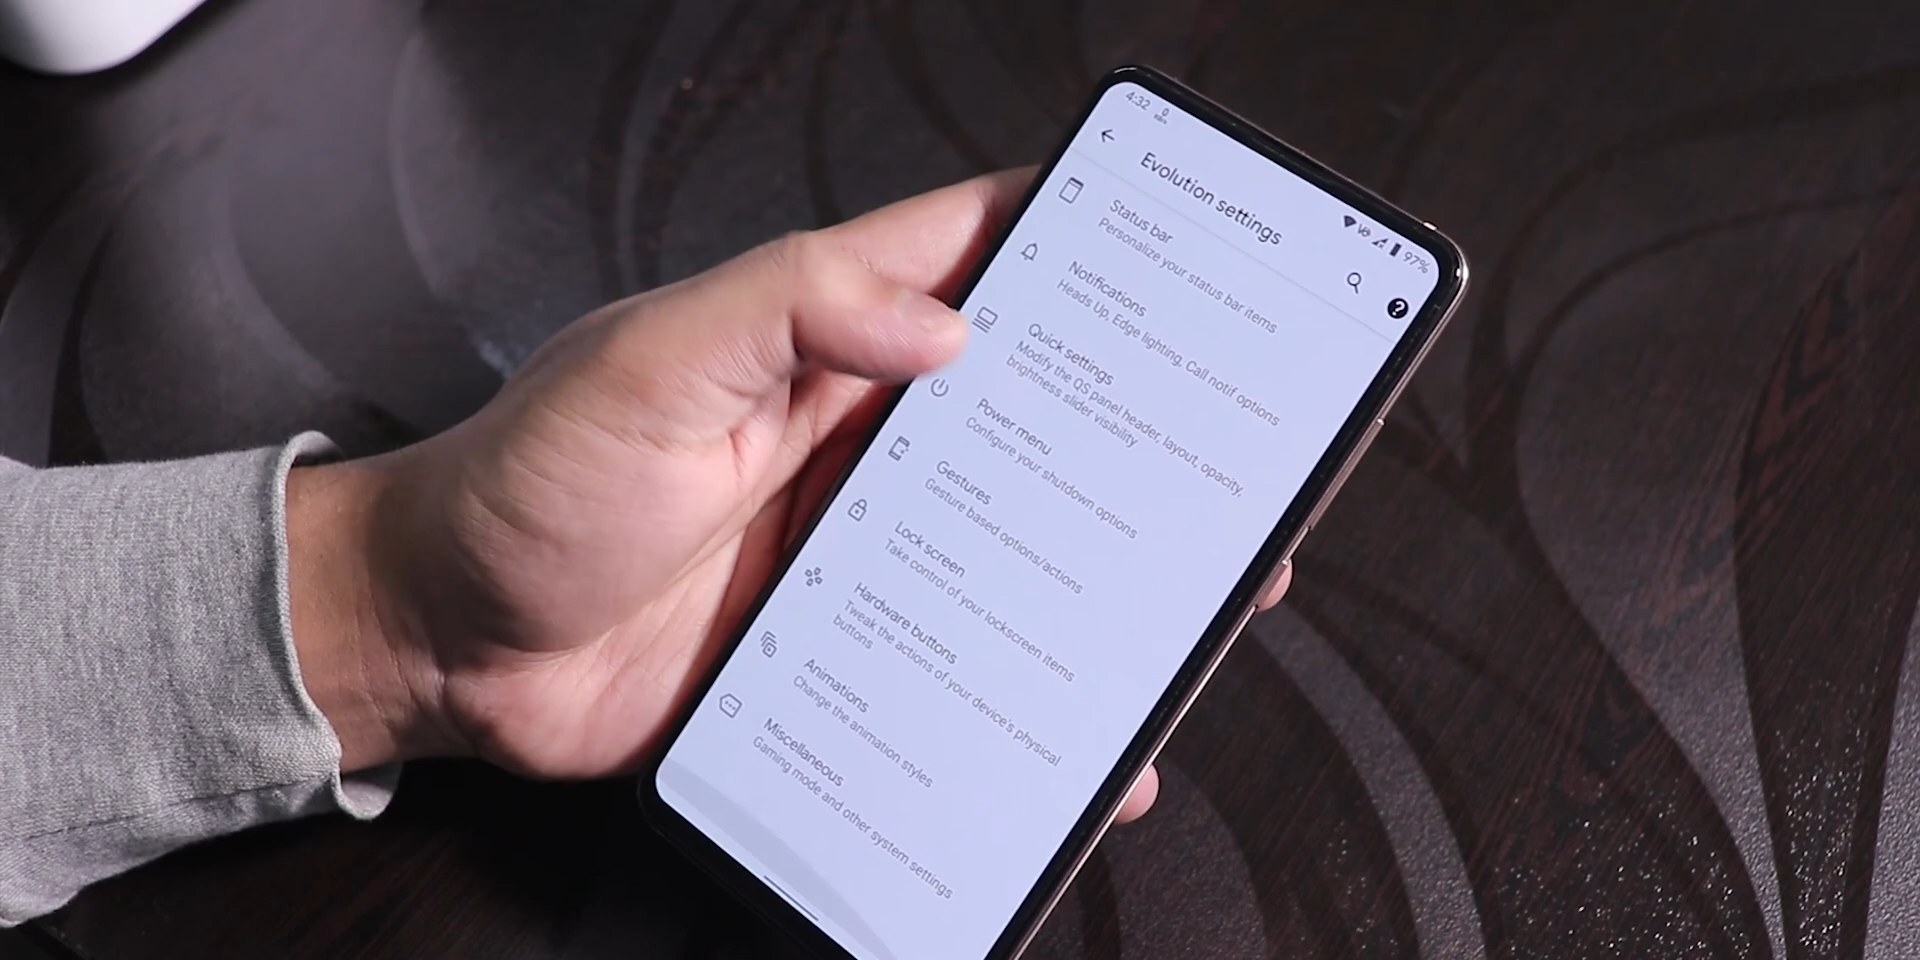 4:32
0
97%
Evolution settings
Status bar
Personalize your status bar items
Notifications
Heads Up, Edge lighting, Call notif options
Quick settings
Modify the QS panel header, layout, opacity,
brightness slider visibility
Power menu
Configure your shutdown options
Gestures
Gesture based options/actions
Lock screen
Take control of your lockscreen items
Hardware buttons
Tweak the actions of your device's physical
buttons
Animations
Change the animation styles
Miscellaneous
Gaming mode and other system settings